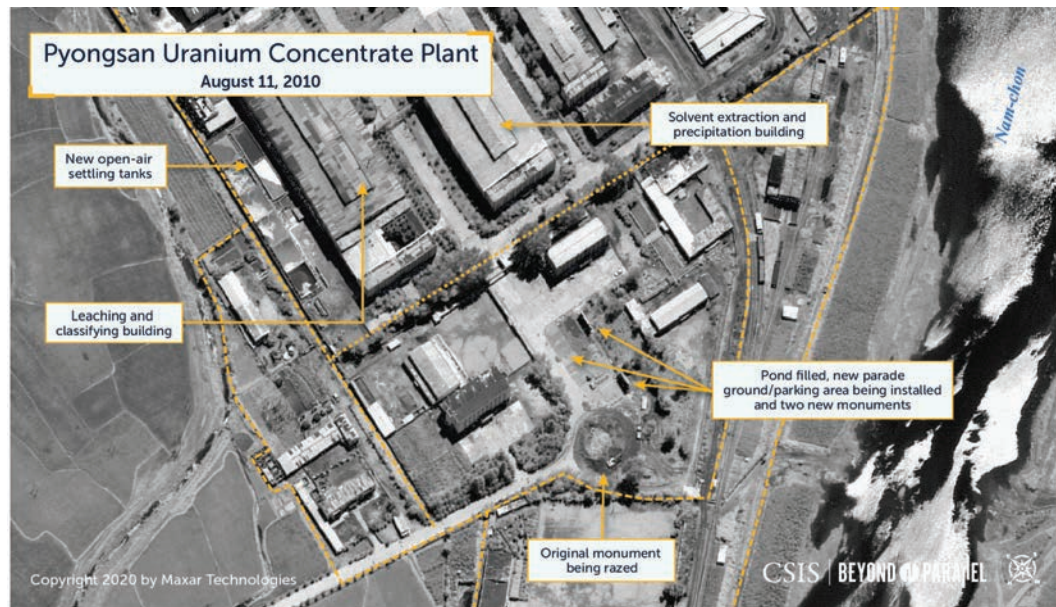 Pyongsan Uranium Concentrate Plant
August 11, 2010
Nam-chon
Solvent extraction and
precipitation building
New open-air
settling tanks
Leaching and
classifying building
Pond filled, new parade
ground/parking area being installed
and two new monuments
Original monument
being razed
Copyright 2020 by Maxar Technologies
CSIS | BEYOND PARALLEL